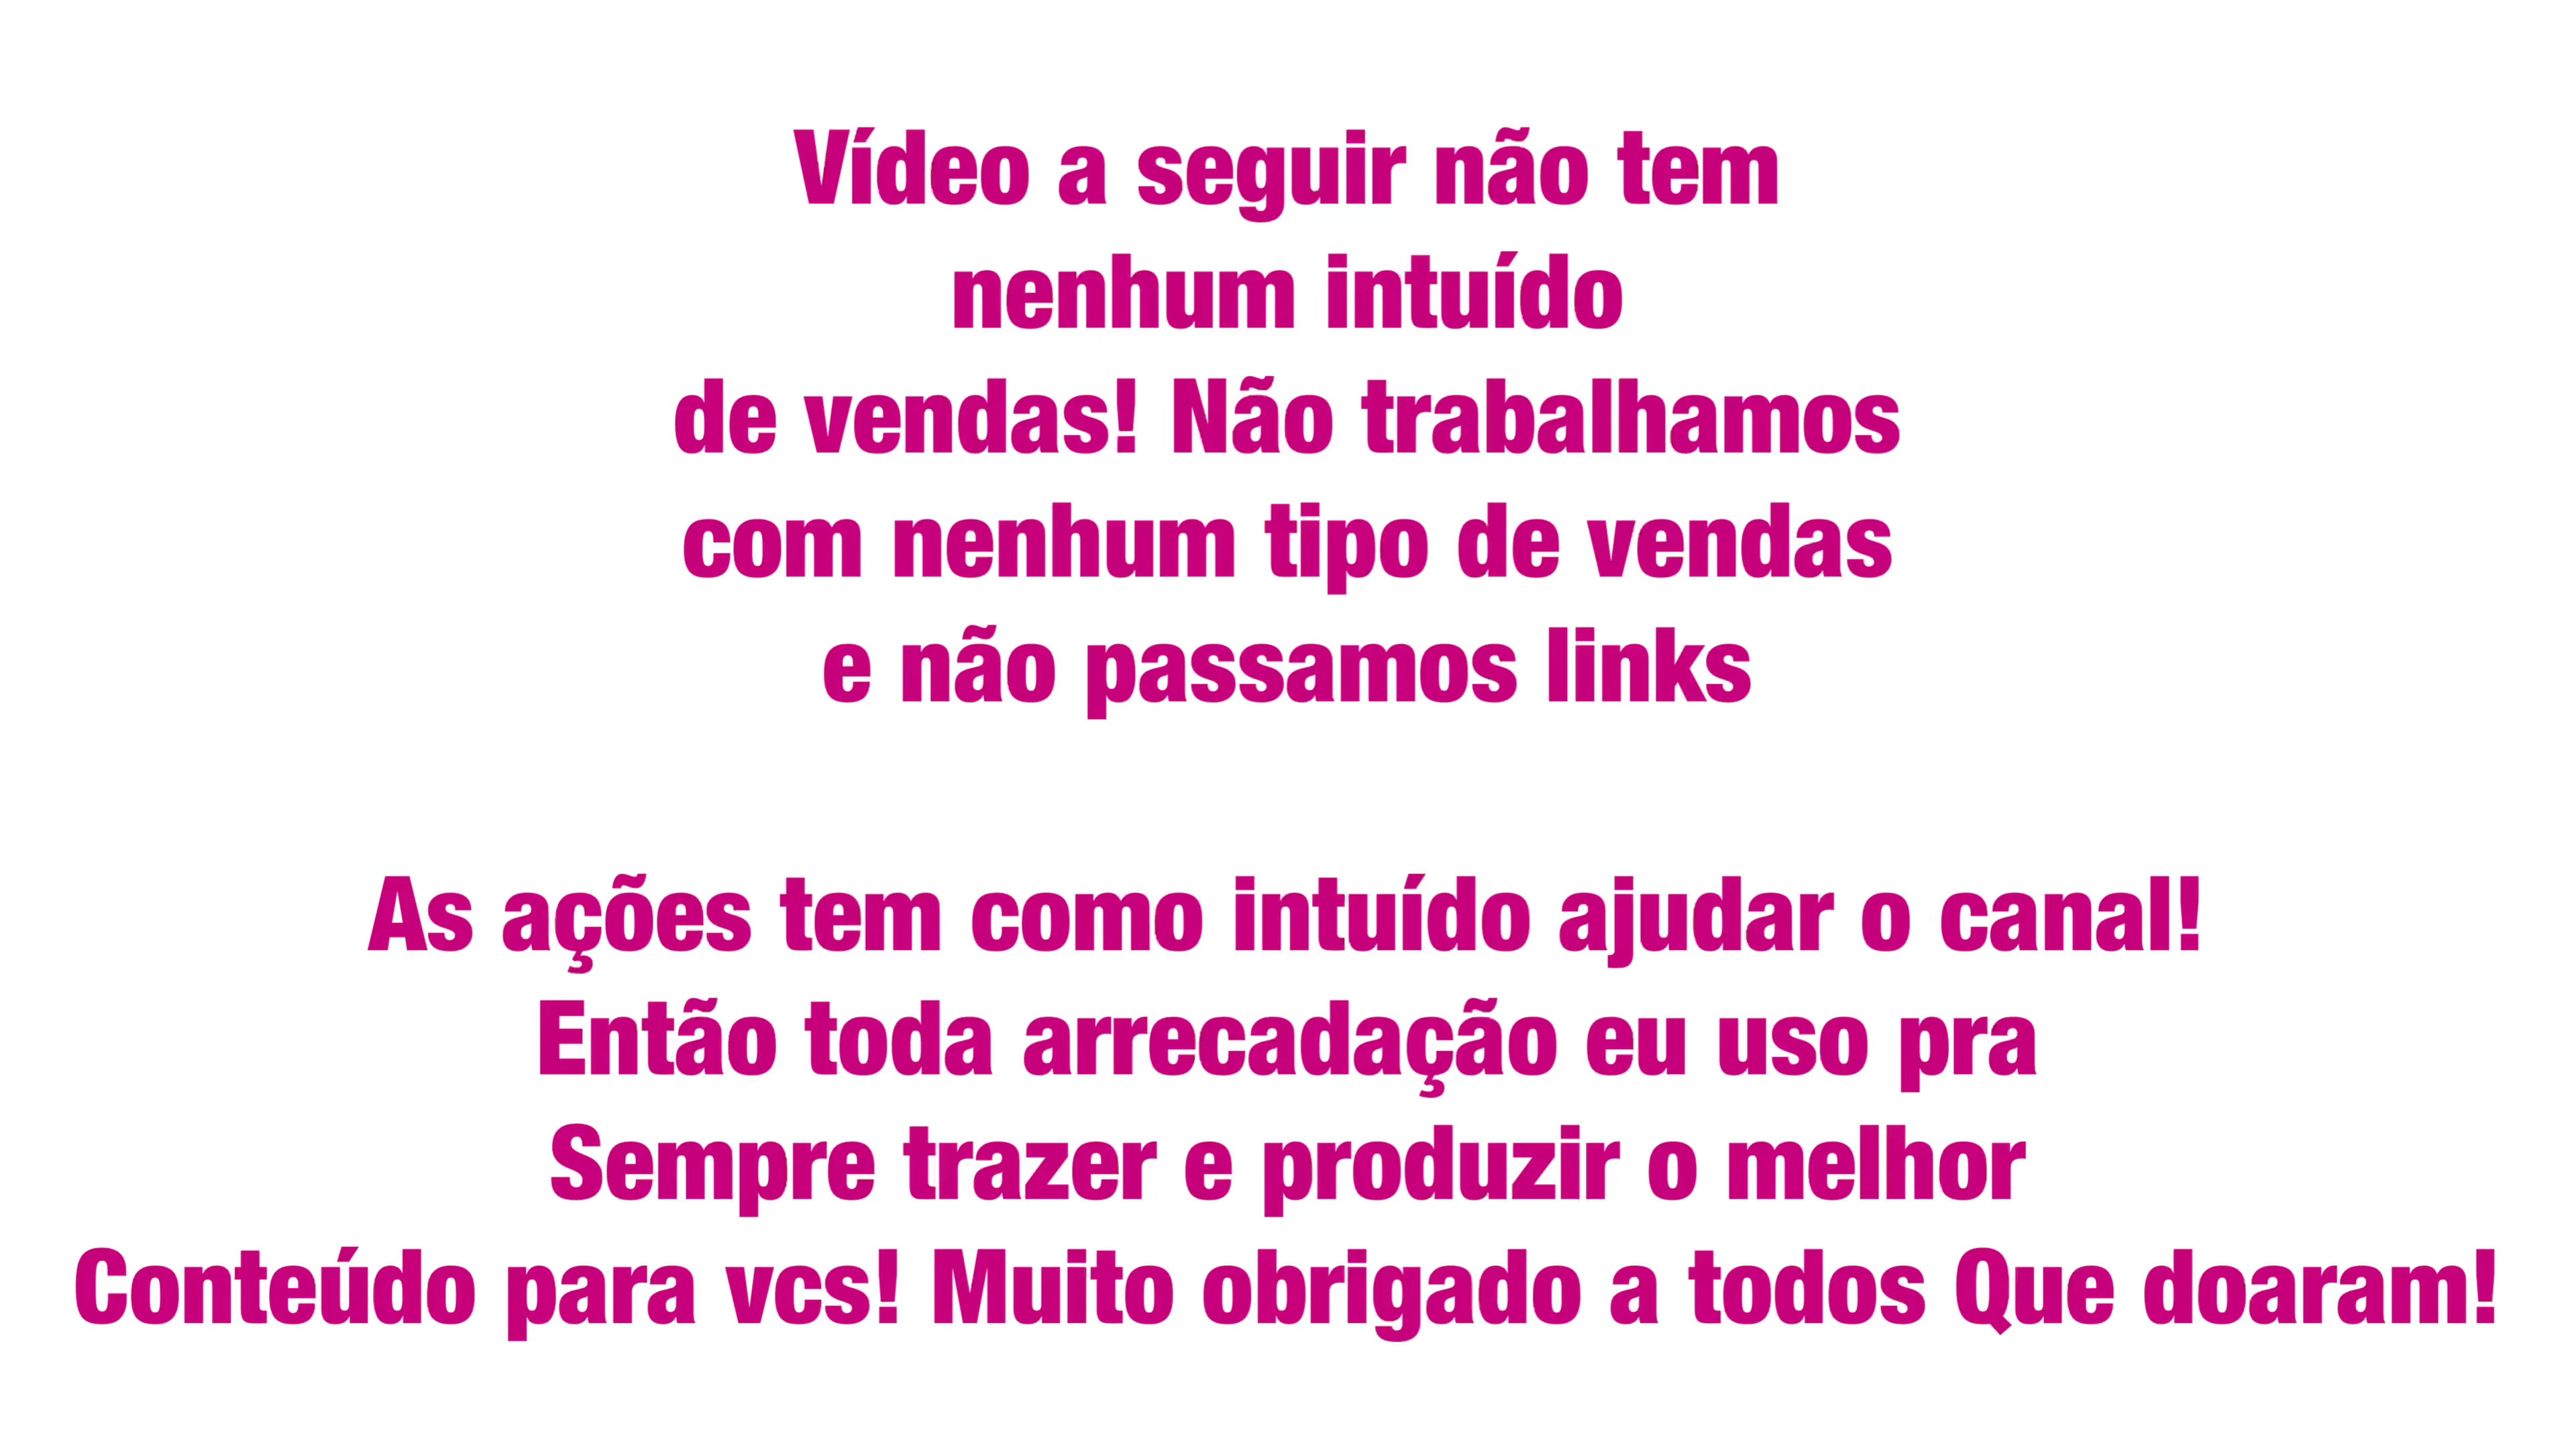 Vídeo a seguir não tem
nenhum intuído
de vendas! Não trabalhamos
com nenhum tipo de vendas
e não passamos links
As ações tem como intuído ajudar o canal!
Então toda arrecadação eu uso pra
Sempre trazer e produzir o melhor
Conteúdo para vcs! Muito obrigado a todos Que doaram!